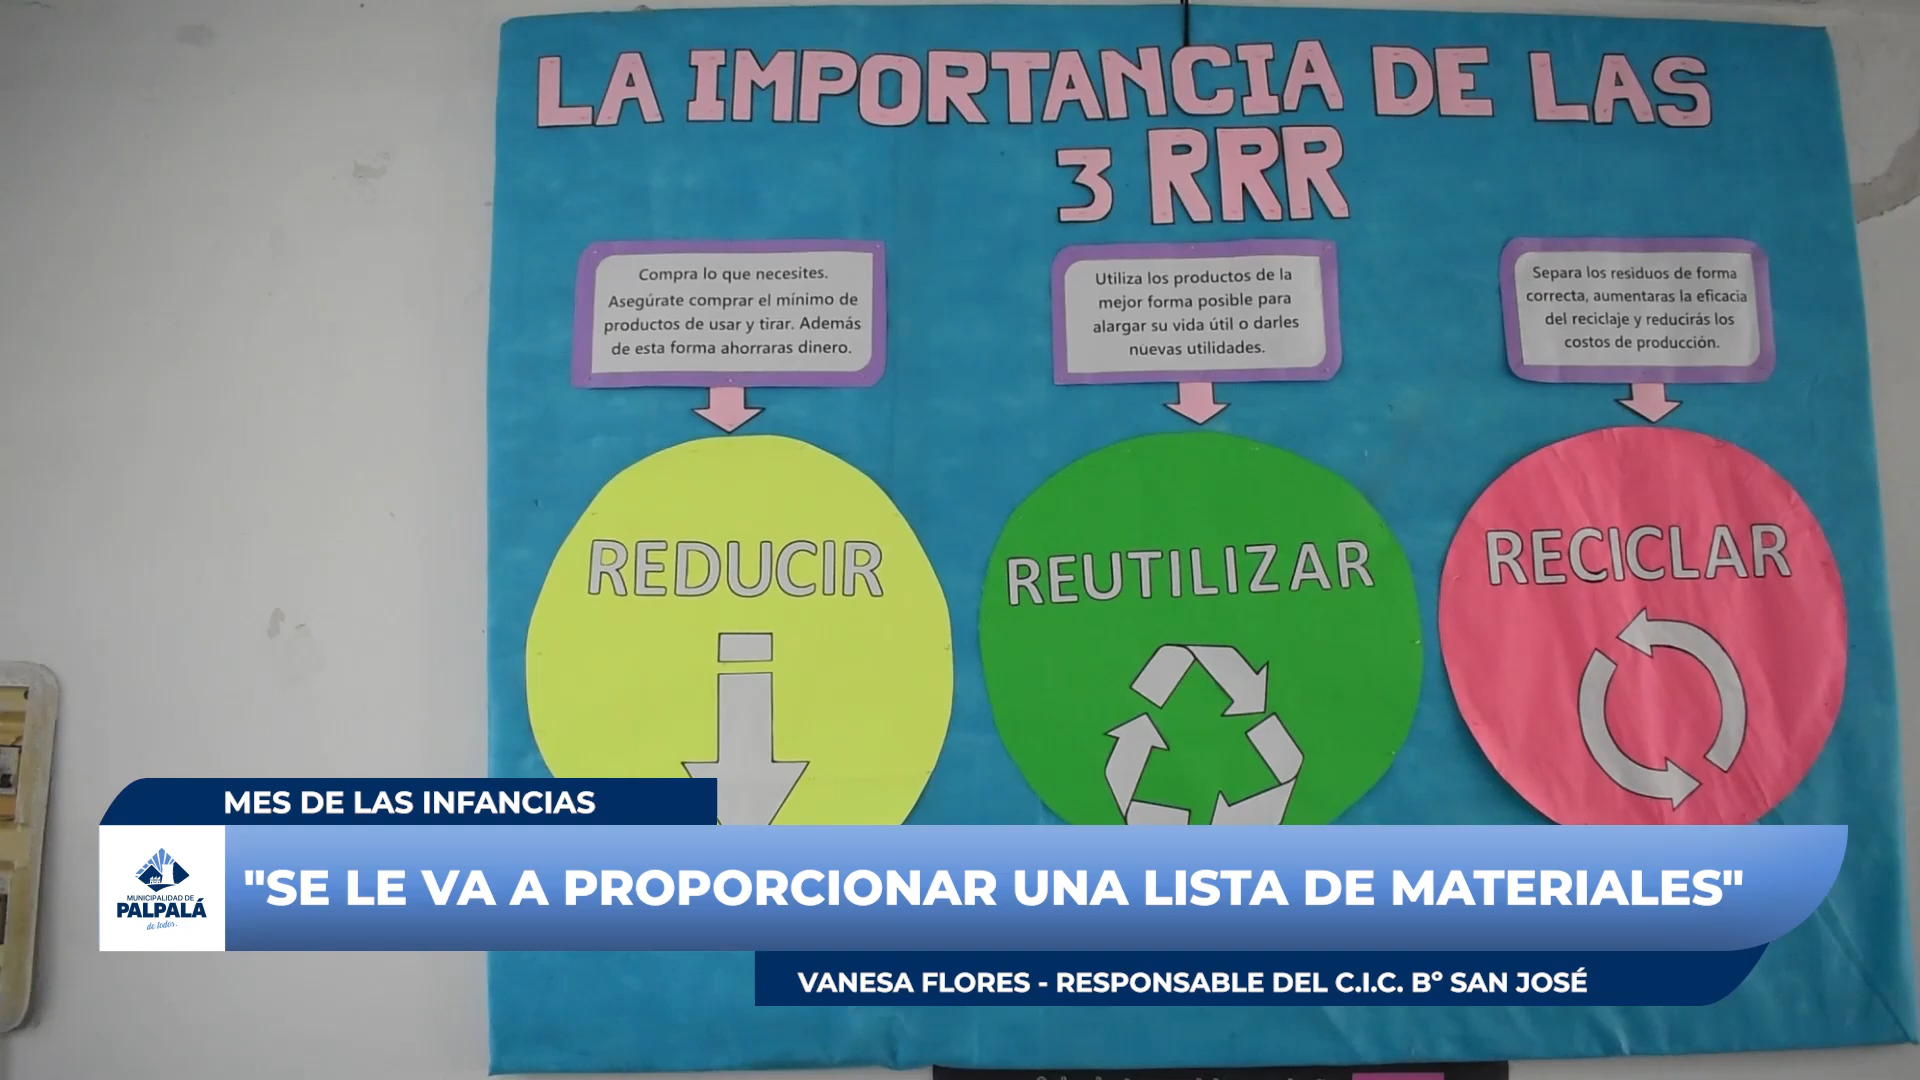 LA IMPORTANCIA DE LAS
3 RRR
Compra lo que necesites.
Asegúrate comprar el mínimo de
productos de usar y tirar. Además
de esta forma ahorraras dinero.
Utiliza los productos de la
mejor forma posible para
alargar su vida útil o darles
nuevas utilidades.
Separa los residuos de forma
correcta, aumentaras la eficacia
del reciclaje y reducirás los
costos de producción.
REDUCIR
REUTILIZAR
RECICLAR
MES DE LAS INFANCIAS
MUNICIPALIDAD DE
PALPALÁ
de todos.
"SE LE VA A PROPORCIONAR UNA LISTA DE MATERIALES"
VANESA FLORES - RESPONSABLE DEL C.I.C. Bº SAN JOSÉ